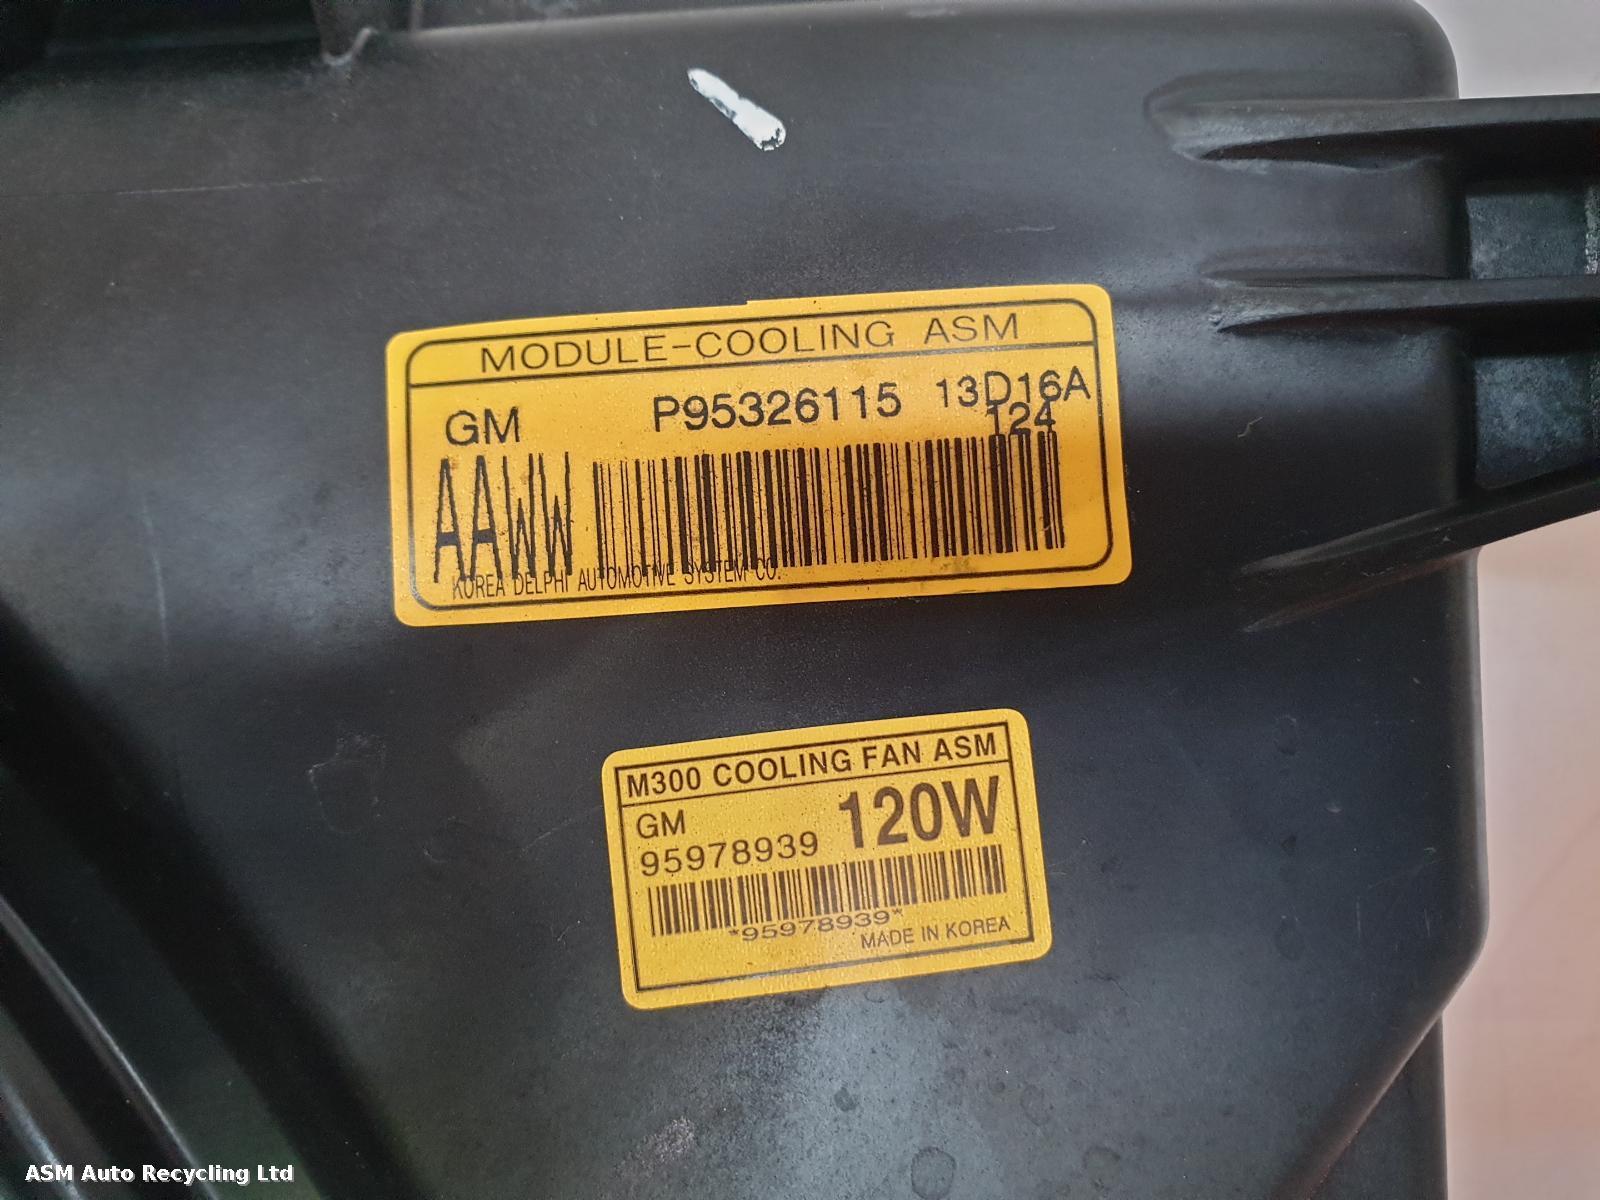 MODULE-COOLING ASM
GM P95326115 13D16A
124
AAWW
KOREA DELPHI AUTOMOTIVE SYSTEM CO.
M300 COOLING FAN ASM
GM 120W
95978939
*95978939*
MADE IN KOREA
ASM Auto Recycling Ltd